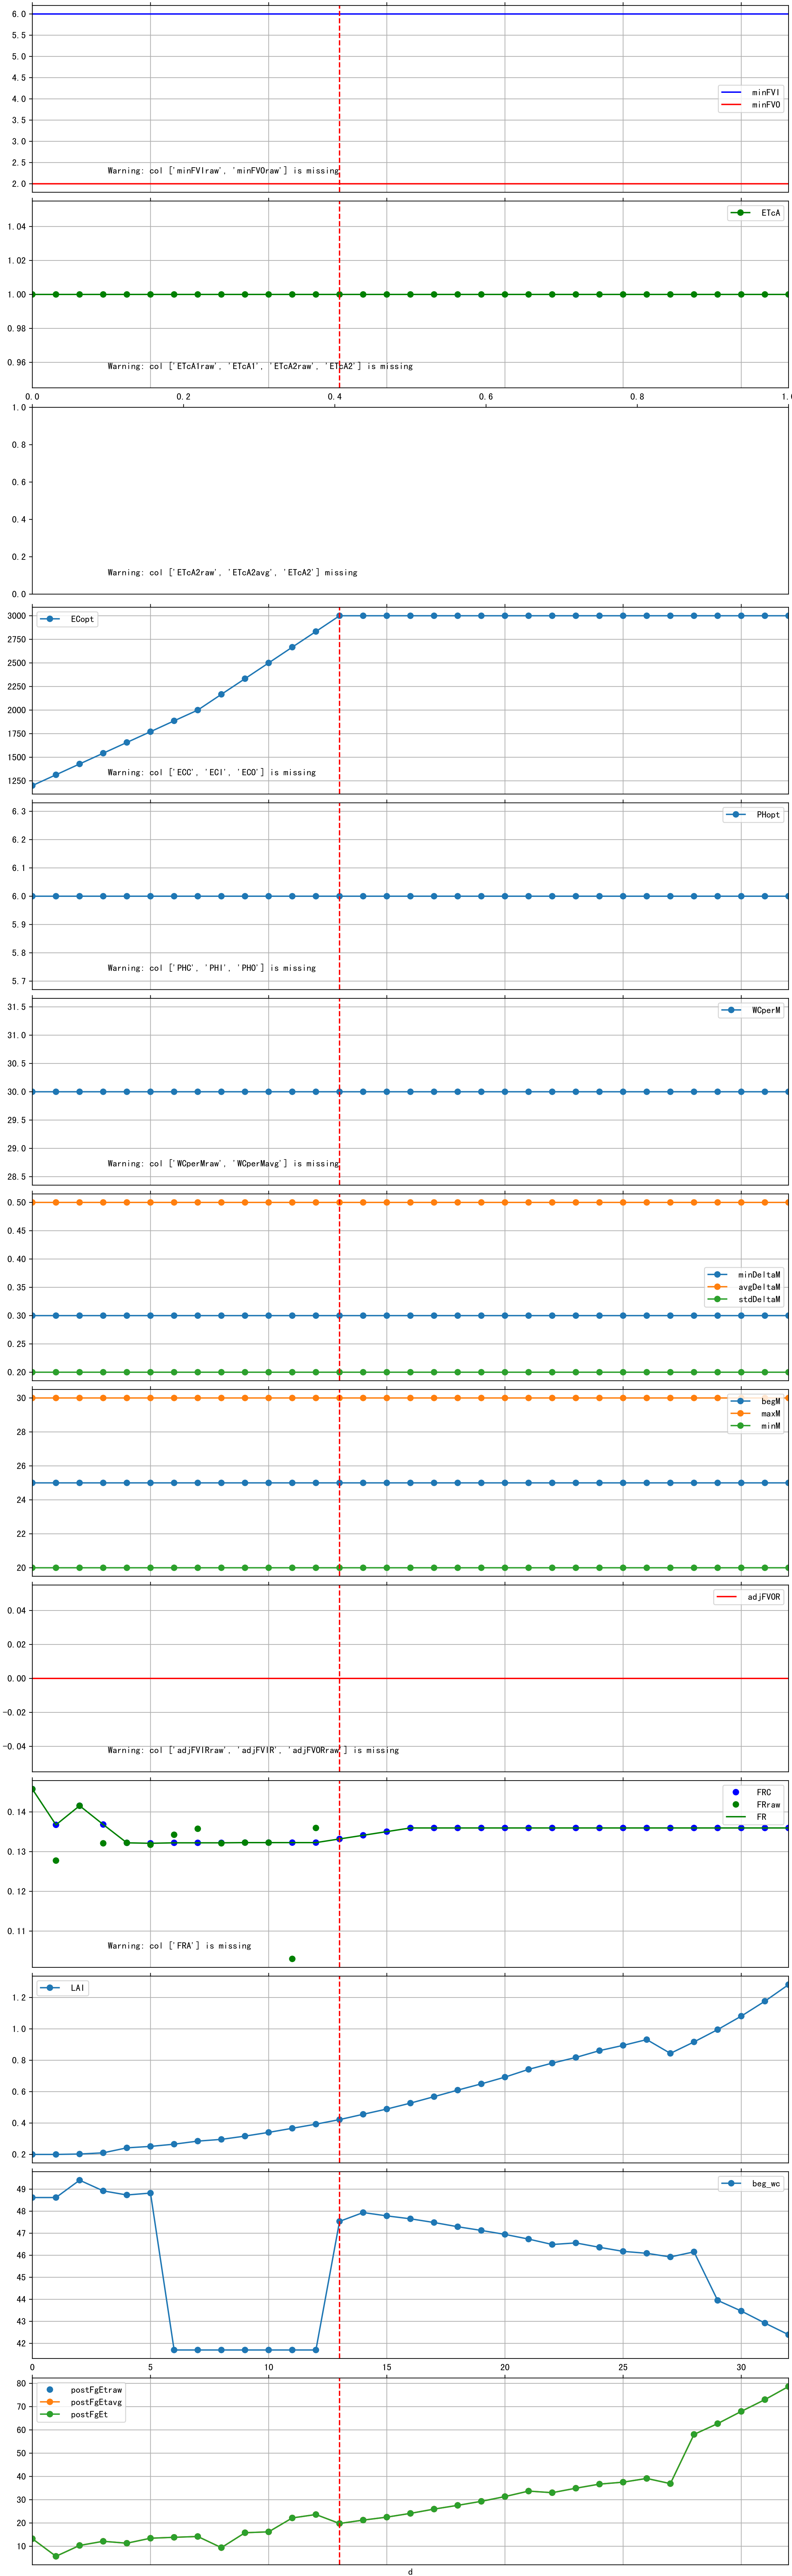 6.0
5.5
5.0
4.5
4.0
3.5
3.0
2.5
2.0
minFVI
minFVO
Warning: col ['minFVIraw', 'minFVOraw'] is missing
1.04
1.02
1.00
0.98
0.96
ETcA
Warning: col ['ETcA1raw', 'ETcA1', 'ETcA2raw', 'ETcA2'] is missing
0.0 0.2 0.4 0.6 0.8 1.
1.0
0.8
0.6
0.4
0.2
0.0
Warning: col ['ETcA2raw', 'ETcA2avg', 'ETcA2'] missing
3000
2750
2500
2250
2000
1750
1500
1250
ECopt
Warning: col ['ECC', 'ECI', 'ECO'] is missing
6.3
6.2
6.1
6.0
5.9
5.8
5.7
PHopt
Warning: col ['PHC', 'PHI', 'PHO'] is missing
31.5
31.0
30.5
30.0
29.5
29.0
28.5
WCperM
Warning: col ['WCperMraw', 'WCperMavg'] is missing
0.50
0.45
0.40
0.35
0.30
0.25
0.20
minDeltaM
avgDeltaM
stdDeltaM
30
28
26
24
22
20
begM
maxM
minM
0.04
0.02
0.00
-0.02
-0.04
adjFVOR
Warning: col ['adjFVIRraw', 'adjFVIR', 'adjFVORraw'] is missing
0.14
0.13
0.12
0.11
FRC
FRraw
FR
Warning: col ['FRA'] is missing
1.2
1.0
0.8
0.6
0.4
0.2
LAI
49
48
47
46
45
44
43
42
beg_wc
0 5 10 15 20 25 30
80
70
60
50
40
30
20
10
postFgEtraw
postFgEtavg
postFgEt
d